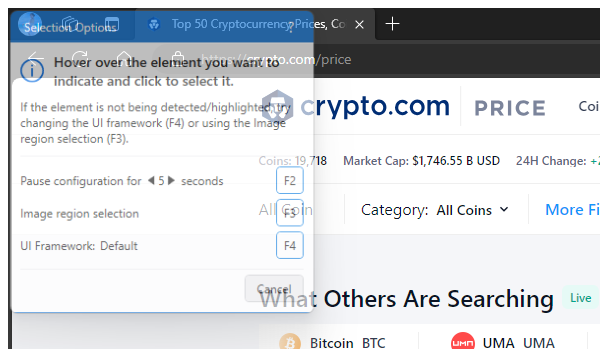 Selection Options ?
Top 50 Cryptocurrency Prices, Co
https://crypto.com/price
Hover over the element you want to
indicate and click to select it.
If the element is not being detected/highlighted, try
changing the UI framework (F4) or using the Image
region selection (F3).
Pause configuration for 5 seconds F2
Image region selection F3
UI Framework: Default F4
Cancel
crypto.com PRICE Coi
Coins: 19,718 Market Cap: $1,746.55 B USD 24H Change: +2
All Coin Category: All Coins More Fi
What Others Are Searching Live
Bitcoin BTC UMA UMA